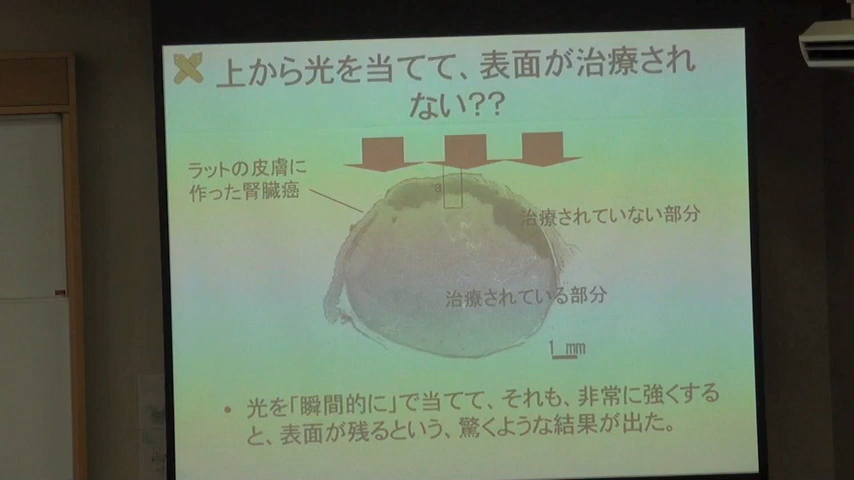 上から光を当てて、表面が治療され
ない??
ラットの皮膚に
作った腎臓癌
a
治療されていない部分
治療されている部分
1 mm
• 光を「瞬間的に」で当てて、それも、非常に強くする
と、表面が残るという、驚くような結果が出た。